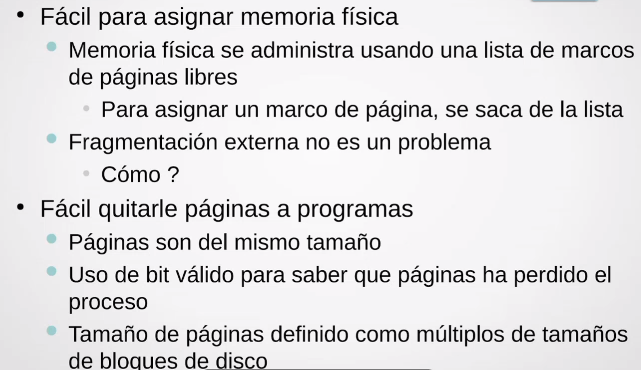 • Fácil para asignar memoria física
• Memoria física se administra usando una lista de marcos
de páginas libres
• Para asignar un marco de página, se saca de la lista
• Fragmentación externa no es un problema
• Cómo ?
• Fácil quitarle páginas a programas
• Páginas son del mismo tamaño
• Uso de bit válido para saber que páginas ha perdido el
proceso
• Tamaño de páginas definido como múltiplos de tamaños
de bloques de disco